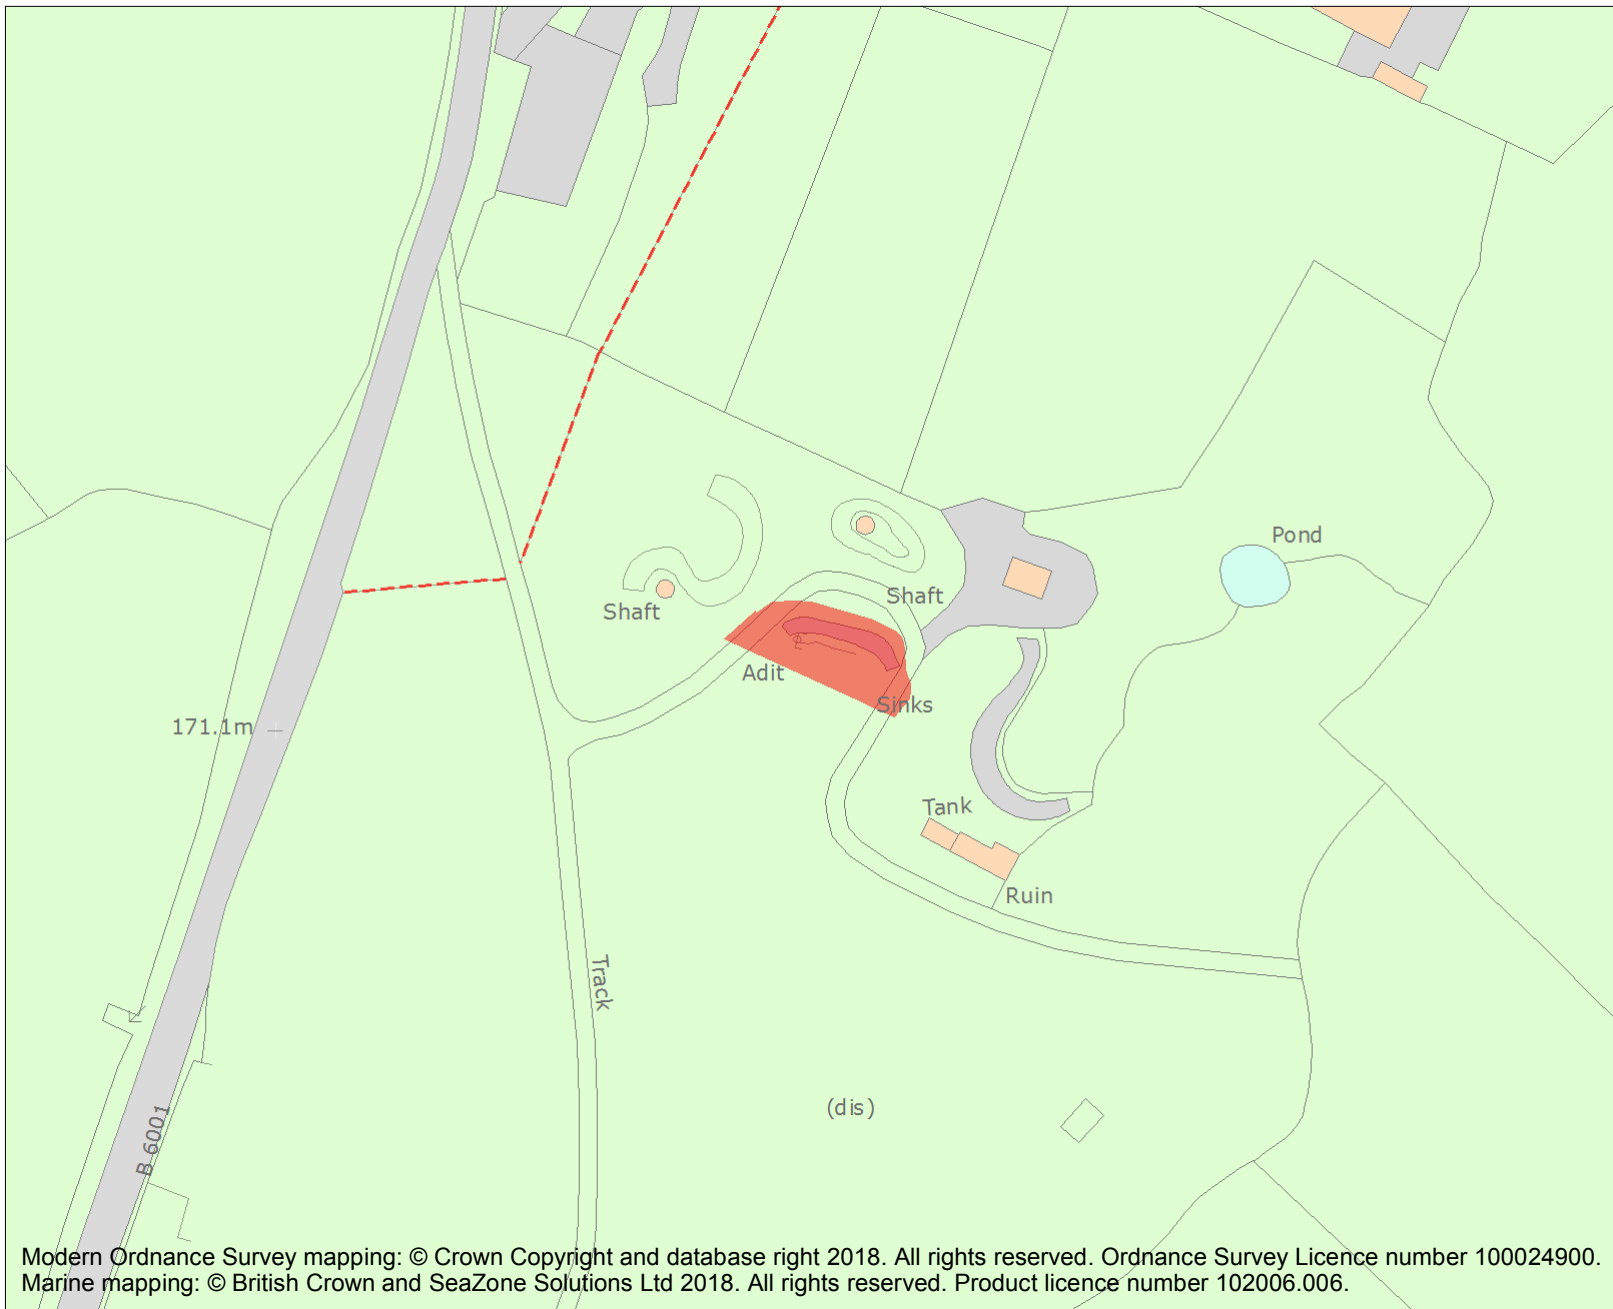 Pond
Shaft
Shaft
Adit
Sinks
171.1m
Tank
Ruin
Track
(dis)
B 6001
Modern Ordnance Survey mapping: © Crown Copyright and database right 2018. All rights reserved. Ordnance Survey Licence number 100024900.
Marine mapping: © British Crown and SeaZone Solutions Ltd 2018. All rights reserved. Product licence number 102006.006.